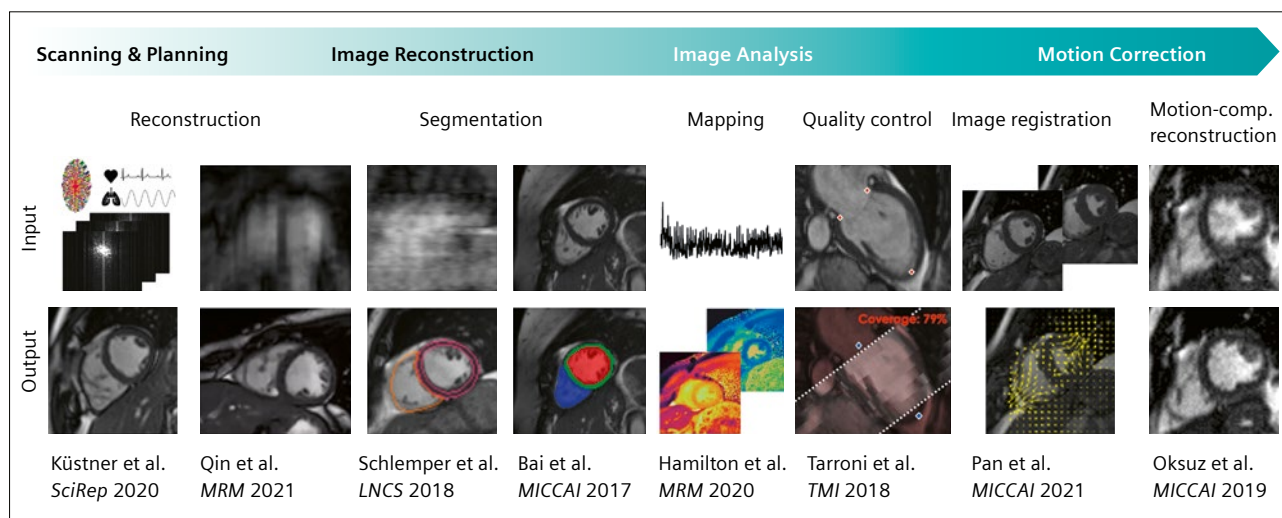 Scanning & Planning
Image Reconstruction
Image Analysis
Motion Correction
Reconstruction
Segmentation
Mapping
Quality control
Image registration
Motion-comp.
reconstruction
Input
Output
Coverage: 79%
Küstner et al.
SciRep 2020
Qin et al.
MRM 2021
Schlemper et al.
LNCS 2018
Bai et al.
MICCAI 2017
Hamilton et al.
MRM 2020
Tarroni et al.
TMI 2018
Pan et al.
MICCAI 2021
Oksuz et al.
MICCAI 2019